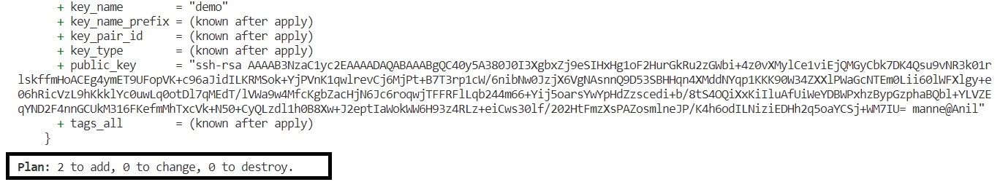 + key_name        = "demo"
+ key_name_prefix = (known after apply)
+ key_pair_id     = (known after apply)
+ key_type        = (known after apply)
+ public_key      = "ssh-rsa AAAAB3NzaC1yc2EAAAADAQABAAABgQC40y5A380J0I3XgbxZj9eSIHxHg1oF2HurGkRu2zGWbi+4z0vXMylCe1viEjQMGyCbk7DK4Qsu9vNR3k01r
lskffmHoACEg4ymET9UFopVK+c96aJidILKRMSok+YjPVnK1qwlrevCj6MjPt+B7T3rp1cW/6nibNw0JzjX6VgNAsnnQ9D53SBHHqn4XMddNYqp1KKK90W34ZXXlPWaGcNTEm0Lii60lWFXlgy+e
06hRicVzL9hKkklYc0uwLq0otDl7qMEdT/lVWa9w4MfcKgbZacHjN6Jc6roqwjTFFRFlLqb244m66+Yij5oarsYwYpHdZzscedi+b/8tS4OQiXxKiIluAfUiWeYDBWPxhzBypGzphaBQbl+YLVZE
qYND2F4nnGCUkM316FKefmMhTxcVk+N50+CyQLzdl1h0B8Xw+J2eptIaWokWW6H93z4RLz+eiCws30lf/202HtFmzXsPAZosmlneJP/K4h6odILNiziEDHh2q5oaYCSj+WM7IU= manne@Anil"
+ tags_all        = (known after apply)
}
Plan: 2 to add, 0 to change, 0 to destroy.